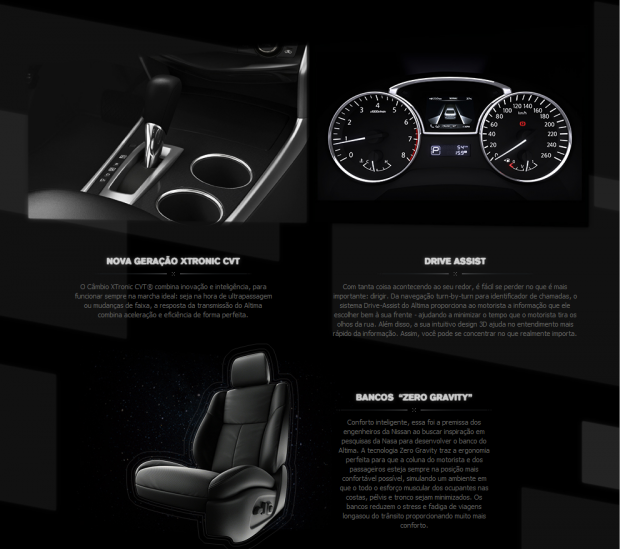 NOVA GERAÇÃO XTRONIC CVT
O Câmbio XTronic CVT® combina inovação e inteligência, para
funcionar sempre na marcha ideal: seja na hora de ultrapassagem
ou mudanças de faixa, a resposta da transmissão do Altima
combina aceleração e eficiência de forma perfeita.
0 1 2 3 4 5 6 7 8
P
0 20 40 60 80 100 120 140 160 180 200 220 240 260
km/h
DRIVE ASSIST
Com tanta coisa acontecendo ao seu redor, é fácil se perder no que é mais
importante: dirigir. Da navegação turn-by-turn para identificador de chamadas, o
sistema Drive-Assist do Altima proporciona ao motorista a informação que ele
escolher bem à sua frente - ajudando a minimizar o tempo que o motorista tira os
olhos da rua. Além disso, a sua intuitivo design 3D ajuda no entendimento mais
rápido da informação. Assim, você pode se concentrar no que realmente importa.
BANCOS "ZERO GRAVITY"
Conforto inteligente, essa foi a premissa dos
engenheiros da Nissan ao buscar inspiração em
pesquisas da Nasa para desenvolver o banco do
Altima. A tecnologia Zero Gravity traz a ergonomia
perfeita para que a coluna do motorista e dos
passageiros esteja sempre na posição mais
confortável possível, simulando um ambiente em
que o todo o esforço muscular dos ocupantes nas
costas, pélvis e tronco sejam minimizados. Os
bancos reduzem o stress e fadiga de viagens
longasou do trânsito proporcionando muito mais
conforto.